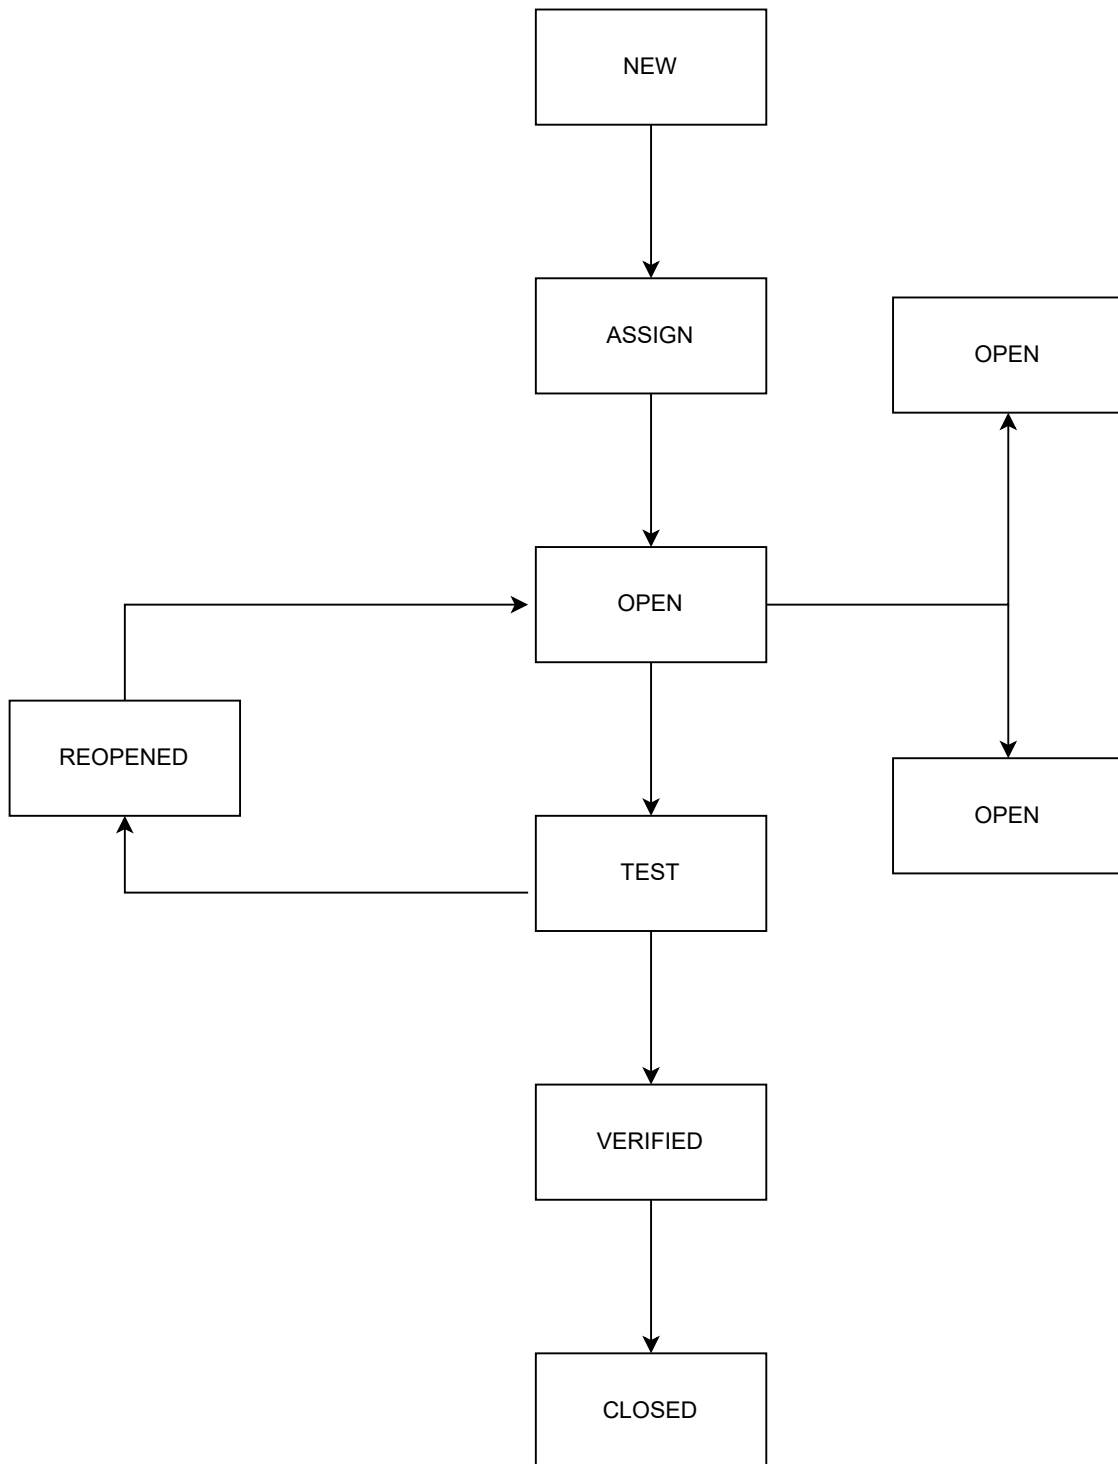 NEW
ASSIGN
OPEN
OPEN
REOPENED
OPEN
TEST
VERIFIED
CLOSED